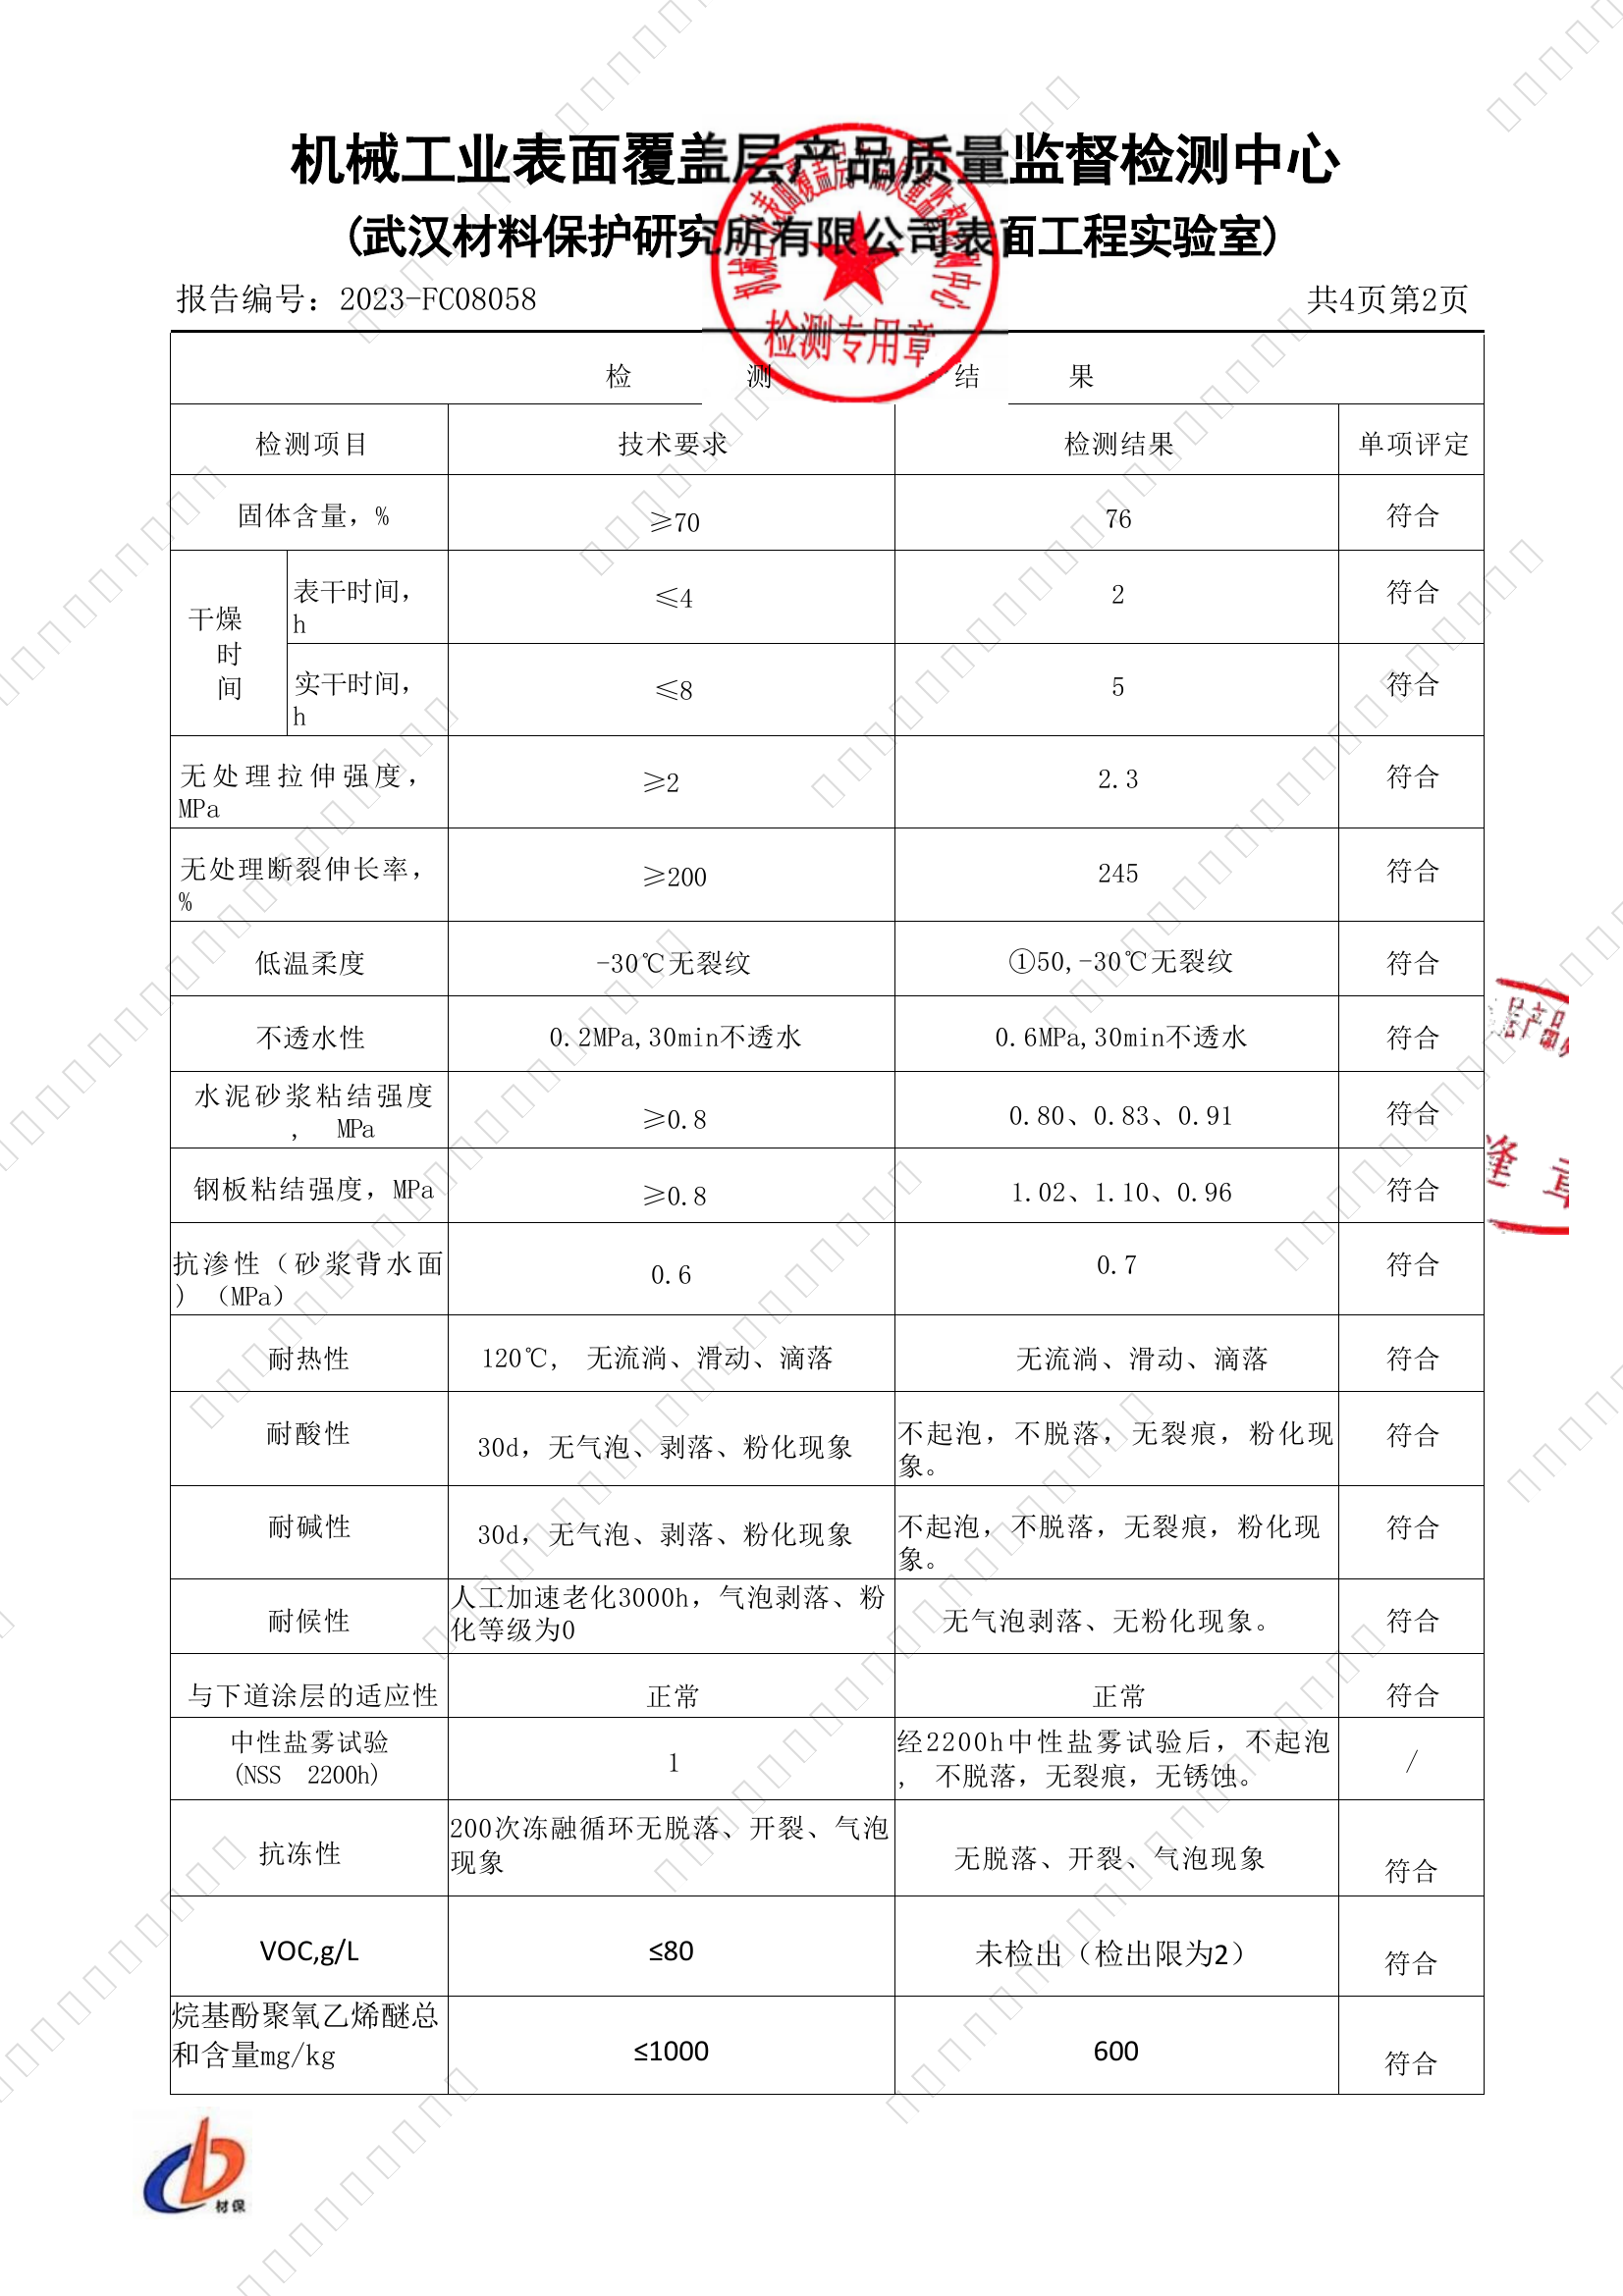 机械工业表面覆盖层产品质量监督检测中心
(武汉材料保护研究所有限公司表面工程实验室)
报告编号：2023-FC08058 共4页第2页
检测专用章
检 测 结 果
检测项目 技术要求 检测结果 单项评定
固体含量，% ≥70 76 符合
干燥
时
间
表干时间，
h
≤4 2 符合
实干时间，
h
≤8 5 符合
无处理拉伸强度，
MPa
≥2 2.3 符合
无处理断裂伸长率，
%
≥200 245 符合
低温柔度 -30℃无裂纹 ①50,-30℃无裂纹 符合
不透水性 0.2MPa,30min不透水 0.6MPa,30min不透水 符合
水泥砂浆粘结强度
， MPa
≥0.8 0.80、0.83、0.91 符合
钢板粘结强度，MPa ≥0.8 1.02、1.10、0.96 符合
抗渗性（砂浆背水面
）（MPa）
0.6 0.7 符合
耐热性 120℃， 无流淌、滑动、滴落 无流淌、滑动、滴落 符合
耐酸性 30d，无气泡、剥落、粉化现象
不起泡，不脱落，无裂痕，粉化现
象。
符合
耐碱性 30d，无气泡、剥落、粉化现象
不起泡，不脱落，无裂痕，粉化现
象。
符合
耐候性
人工加速老化3000h，气泡剥落、粉
化等级为0
无气泡剥落、无粉化现象。 符合
与下道涂层的适应性 正常 正常 符合
中性盐雾试验
(NSS 2200h)
1
经2200h中性盐雾试验后，不起泡
， 不脱落，无裂痕，无锈蚀。
/
抗冻性
200次冻融循环无脱落、开裂、气泡
现象
无脱落、开裂、气泡现象 符合
VOC,g/L ≤80 未检出（检出限为2） 符合
烷基酚聚氧乙烯醚总
和含量mg/kg
≤1000 600 符合
材保